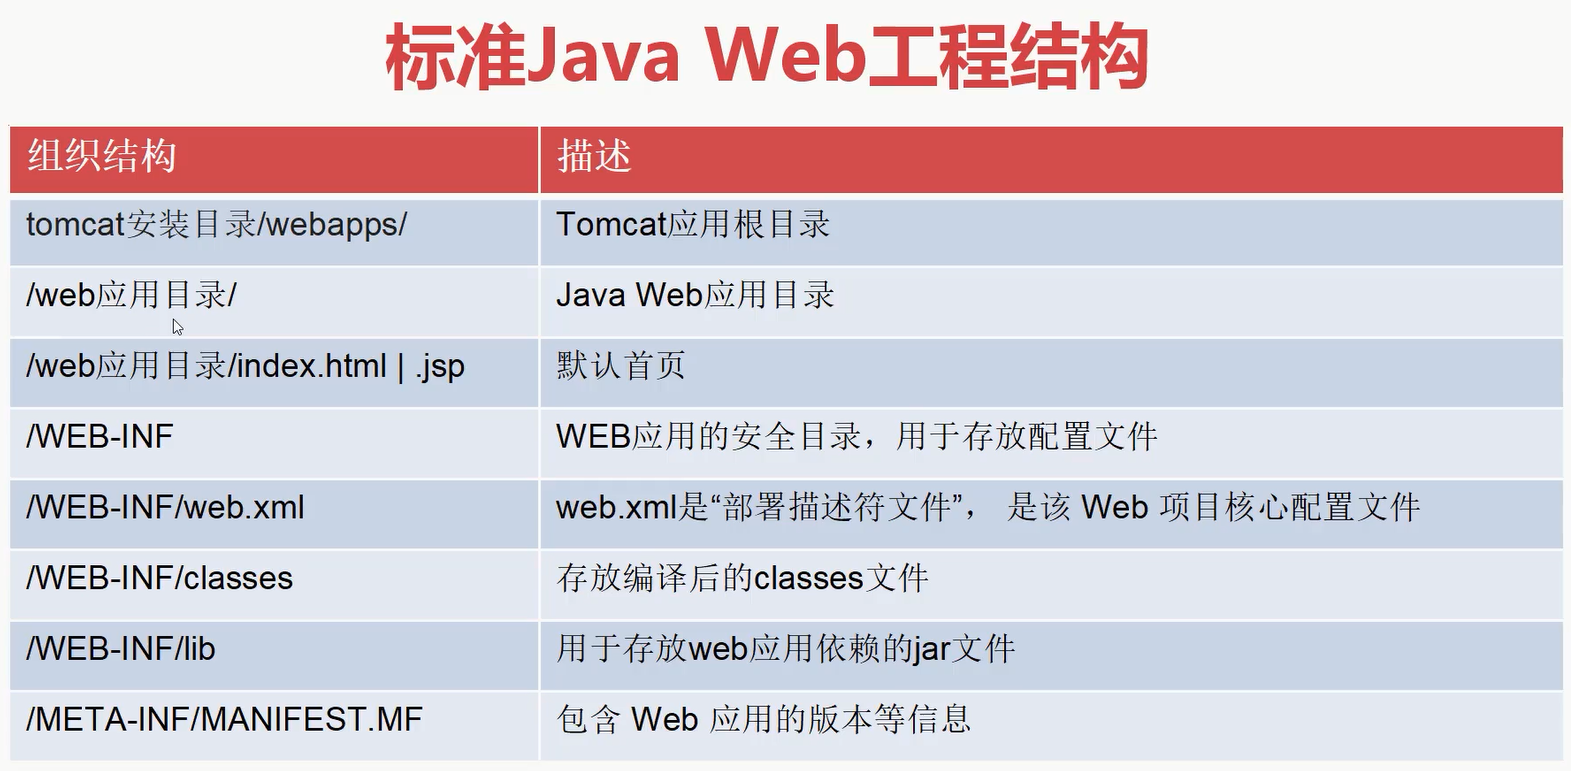 标准Java Web工程结构
组织结构 描述
tomcat安装目录/webapps/ Tomcat应用根目录
/web应用目录/ Java Web应用目录
/web应用目录/index.html | .jsp 默认首页
/WEB-INF WEB应用的安全目录，用于存放配置文件
/WEB-INF/web.xml web.xml是“部署描述符文件”， 是该 Web 项目核心配置文件
/WEB-INF/classes 存放编译后的classes文件
/WEB-INF/lib 用于存放web应用依赖的jar文件
/META-INF/MANIFEST.MF 包含 Web 应用的版本等信息